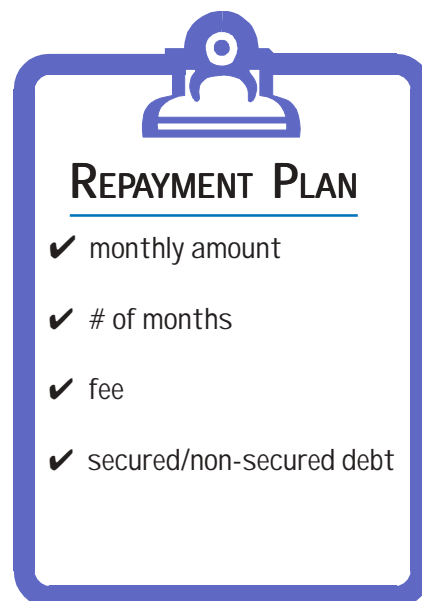 REPAYMENT PLAN
✔ monthly amount
✔ # of months
✔ fee
✔ secured/non-secured debt